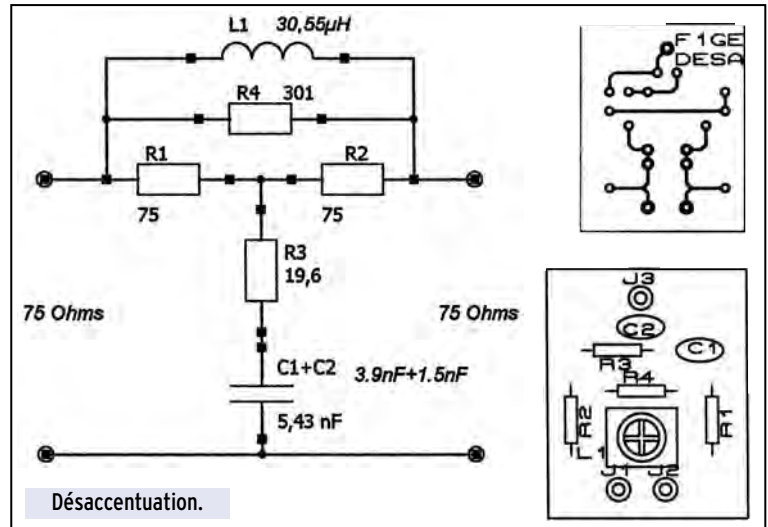 L1 30,55µH
R4 301
R1
75
R2
75
R3
19,6
75 Ohms
75 Ohms
C1+C2
3.9nF+1.5nF
5,43 nF
Désaccentuation.
F1GE
DESA
J3
C2
C1
R3
R4
R2
R1
L1
J1
J2